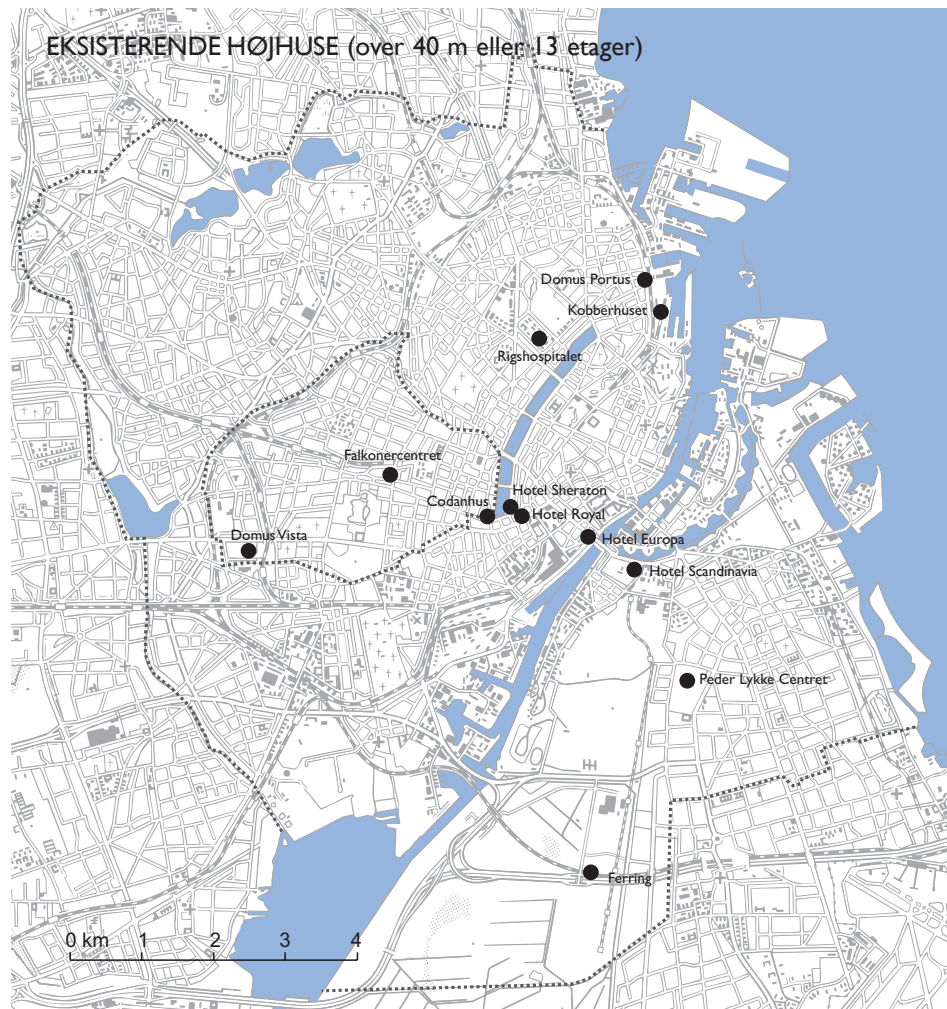 EKSISTERENDE HØJHUSE (over 40 m eller 13 etager)
Domus Portus
Kobberhuset
Rigshospitalet
Falkonercentret
Hotel Sheraton
Codanhus
Hotel Royal
Domus Vista
Hotel Europa
Hotel Scandinavia
Peder Lykke Centret
Ferring
0 km 1 2 3 4